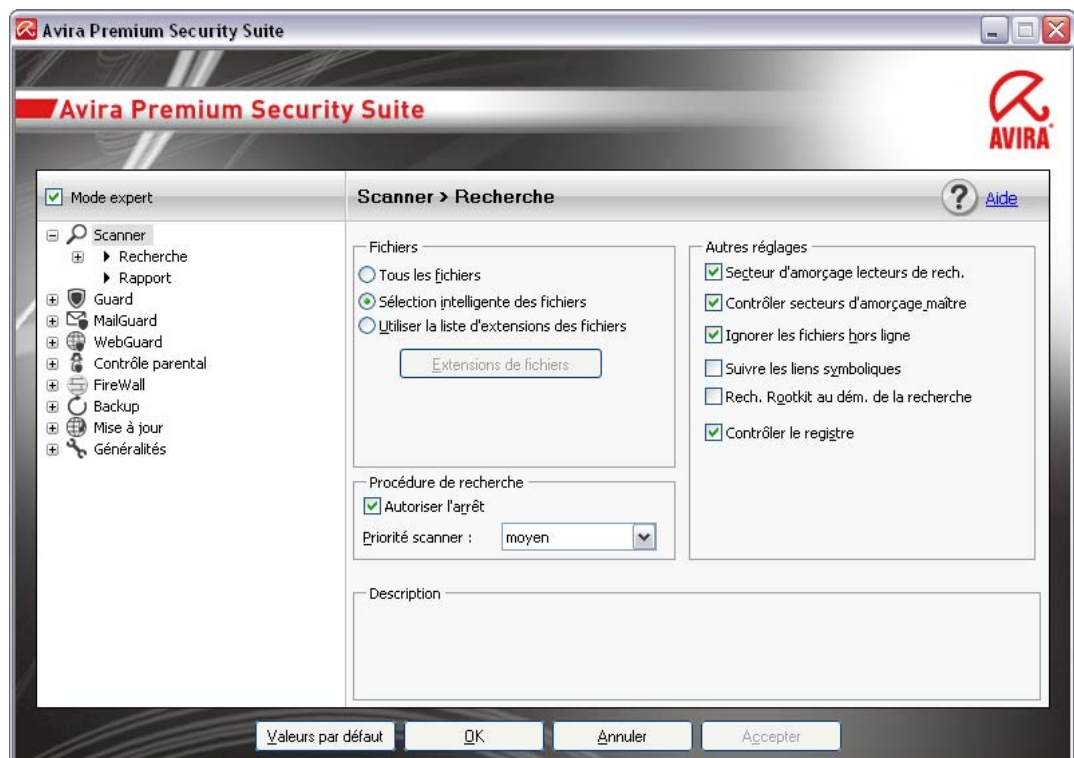 Avira Premium Security Suite
Avira Premium Security Suite
AVIRA
Mode expert
Scanner
Recherche
Rapport
Guard
MailGuard
WebGuard
Contrôle parental
FireWall
Backup
Mise à jour
Généralités
Scanner > Recherche
? Aide
Fichiers
Tous les fichiers
Sélection intelligente des fichiers
Utiliser la liste d'extensions des fichiers
Extensions de fichiers
Procédure de recherche
Autoriser l'arrêt
Priorité scanner : moyen
Autres réglages
Secteur d'amorçage lecteurs de rech.
Contrôler secteurs d'amorçage maître
Ignorer les fichiers hors ligne
Suivre les liens symboliques
Rech. Rootkit au dém. de la recherche
Contrôler le registre
Description
Valeurs par défaut OK Annuler Accepter